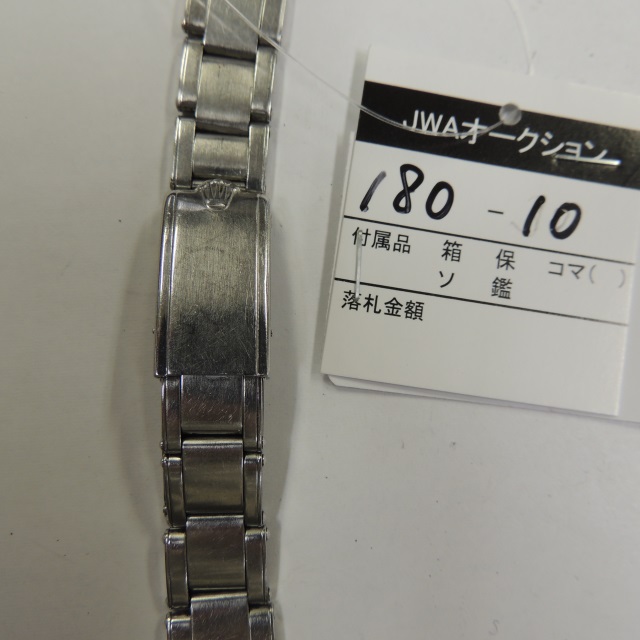 JWAオークション
180-10
付属品 箱 保 コマ( )
ソ 鑑
落札金額